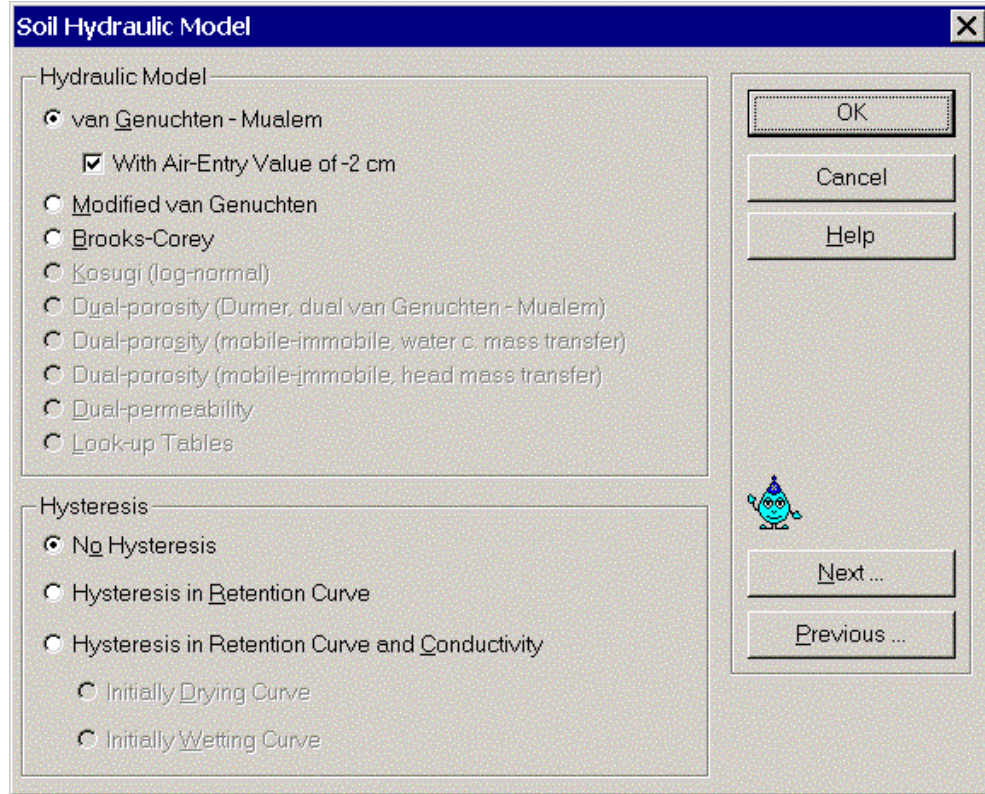 Soil Hydraulic Model
Hydraulic Model
van Genuchten - Mualem
With Air-Entry Value of -2 cm
Modified van Genuchten
Brooks-Corey
Kosugi (log-normal)
Dual-porosity (Durner, dual van Genuchten - Mualem)
Dual-porosity (mobile-immobile, water c. mass transfer)
Dual-porosity (mobile-immobile, head mass transfer)
Dual-permeability
Look-up Tables
Hysteresis
No Hysteresis
Hysteresis in Retention Curve
Hysteresis in Retention Curve and Conductivity
Initially Drying Curve
Initially Wetting Curve
OK
Cancel
Help
Next ...
Previous ...